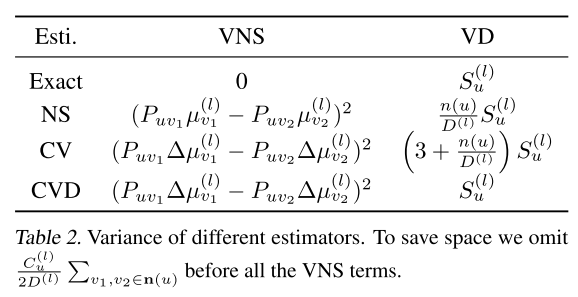 Esti. VNS VD
Exact 0 $S_u^{(l)}$
NS $(P_{uv_1}\mu_{v_1}^{(l)} - P_{uv_2}\mu_{v_2}^{(l)})^2$ $\frac{n(u)}{D^{(l)}}S_u^{(l)}$
CV $(P_{uv_1}\Delta\mu_{v_1}^{(l)} - P_{uv_2}\Delta\mu_{v_2}^{(l)})^2$ $\left(3 + \frac{n(u)}{D^{(l)}}\right)S_u^{(l)}$
CVD $(P_{uv_1}\Delta\mu_{v_1}^{(l)} - P_{uv_2}\Delta\mu_{v_2}^{(l)})^2$ $S_u^{(l)}$
Table 2. Variance of different estimators. To save space we omit
$\frac{C_u^{(l)}}{2D^{(l)}}\sum_{v_1,v_2\in\mathbf{n}(u)}$ before all the VNS terms.